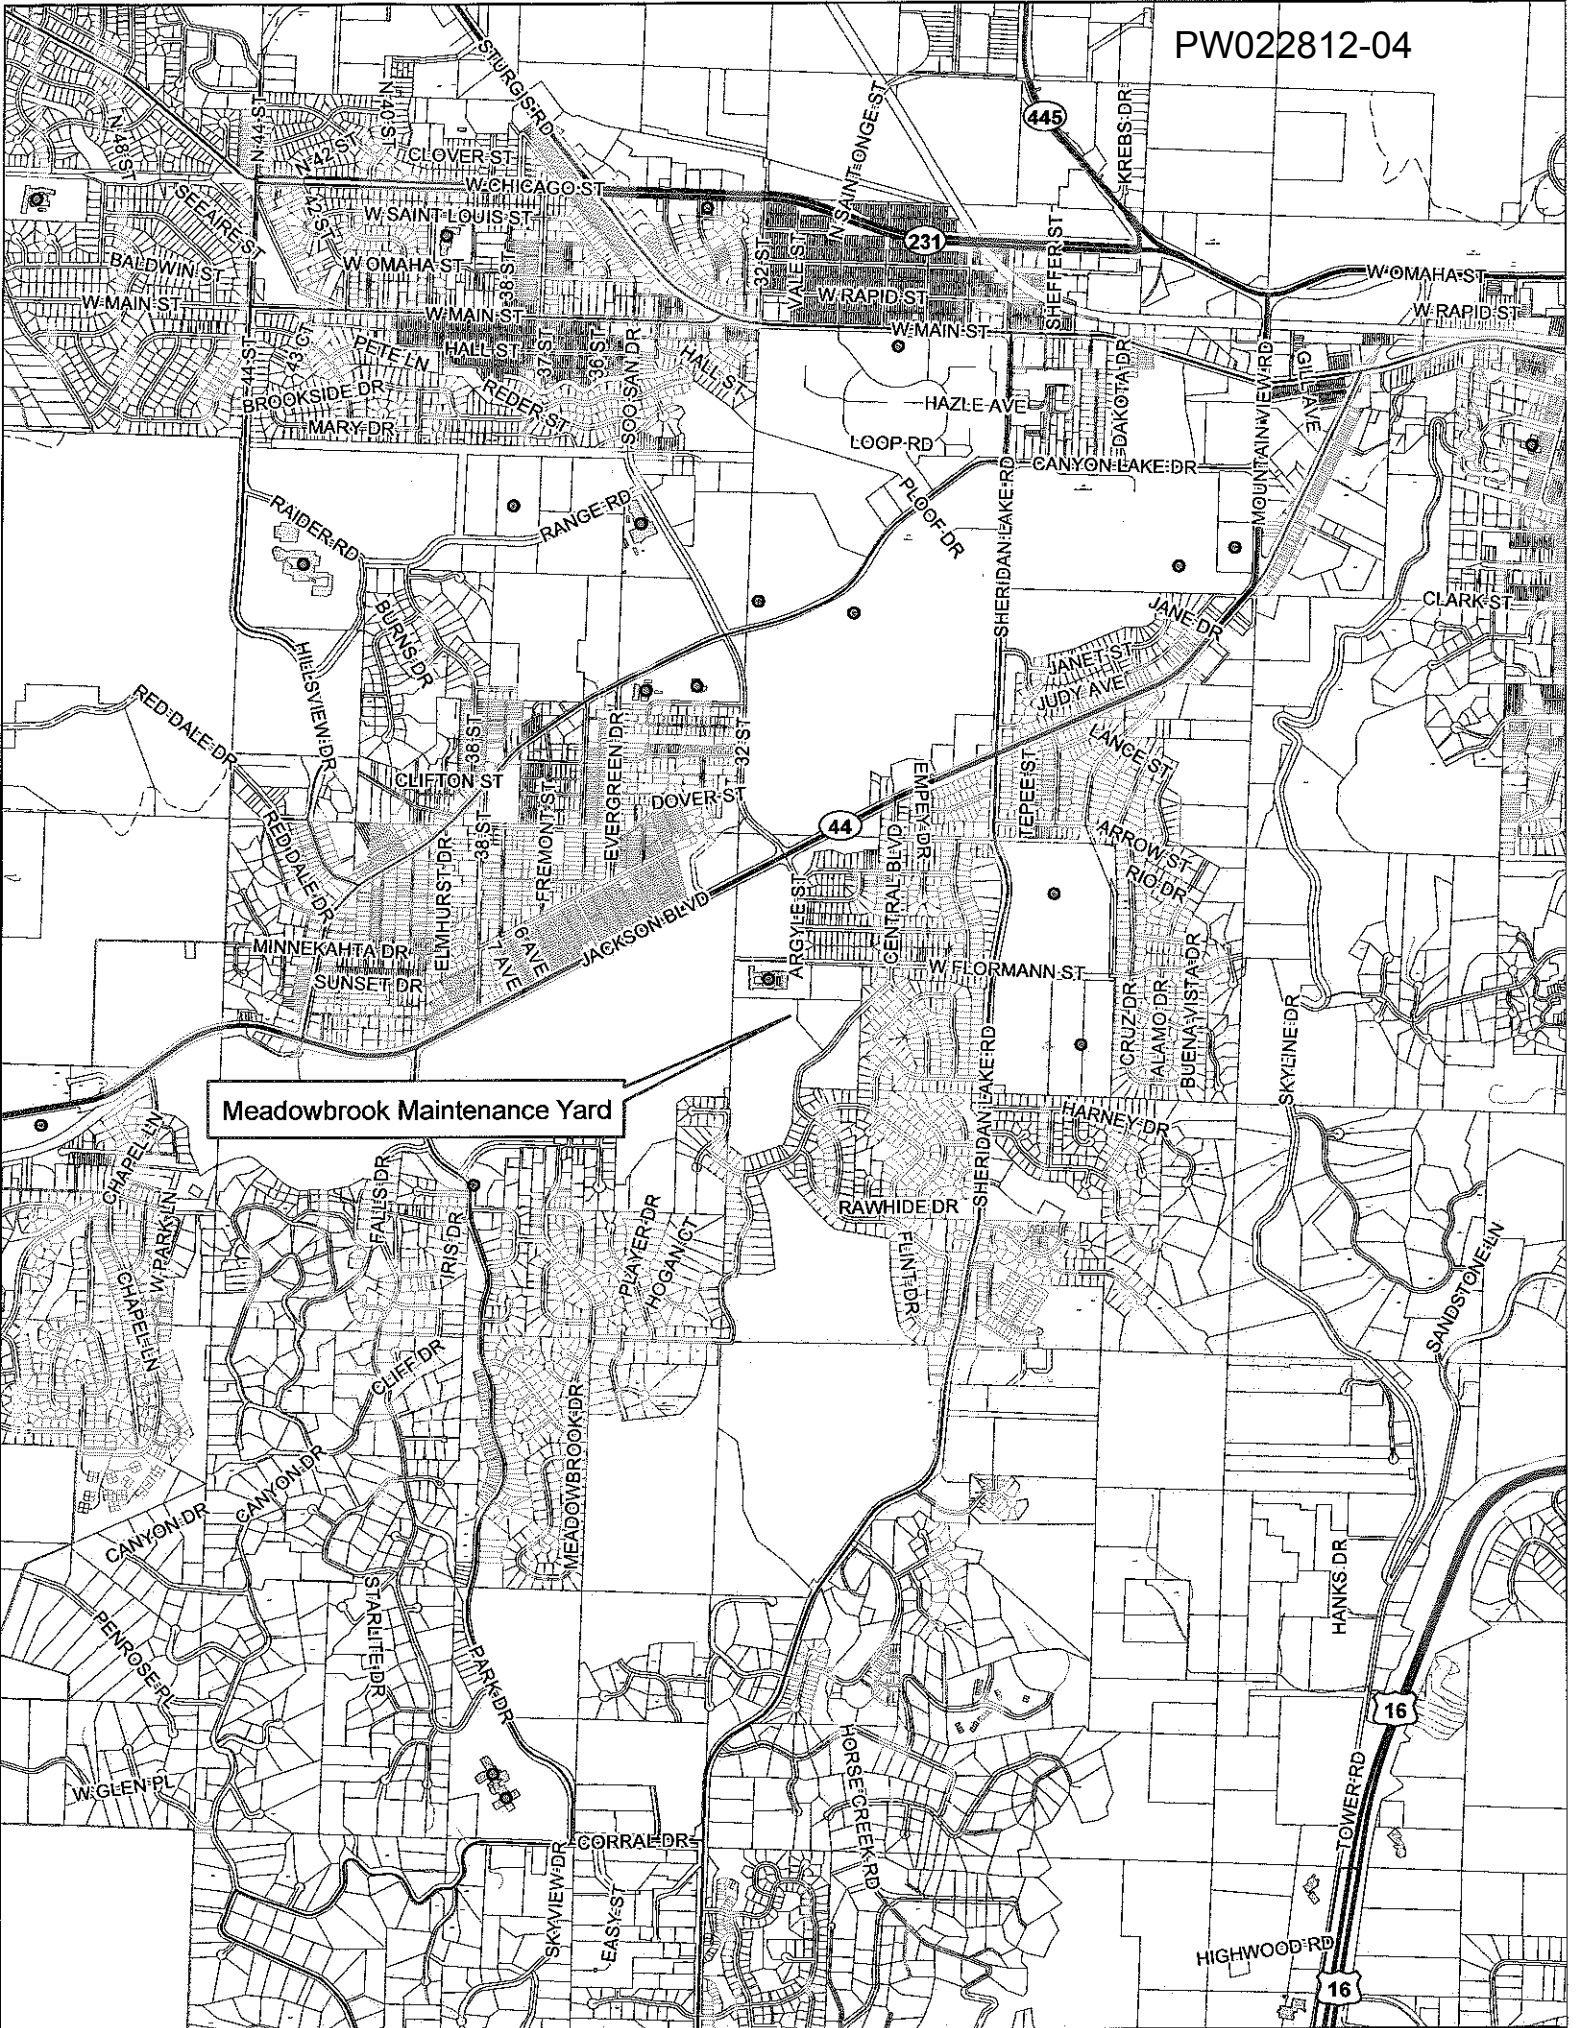 PW022812-04
STURGIS RD
N 40 ST
N 44 ST
N 48 ST
N 42 ST
CLOVER ST
N SAINT ONGE ST
445
KREBS DR
W CHICAGO ST
SEEAIRE ST
42 ST
W SAINT LOUIS ST
231
SHEFFER ST
BALDWIN ST
W OMAHA ST
38 ST
32 ST
VALE ST
W OMAHA ST
W MAIN ST
W MAIN ST
W RAPID ST
W RAPID ST
W MAIN ST
44 ST
43 CT
PETE LN
HALL ST
37 ST
36 ST
SOO SAN DR
HALL ST
DAKOTA DR
MOUNTAIN VIEW RD
GILL AVE
BROOKSIDE DR
REDER ST
HAZLE AVE
MARY DR
LOOP RD
CANYON LAKE DR
PLOOF DR
SHERIDAN LAKE RD
RAIDER RD
RANGE RD
BURNS DR
JANE DR
CLARK ST
HILLSVIEW DR
JANET ST
JUDY AVE
RED DALE DR
38 ST
EVERGREEN DR
32 ST
LANCE ST
CLIFTON ST
FREMONT ST
DOVER ST
EMPEY DR
TEPEE ST
44
RED DALE DR
ELMHURST DR
38 ST
CENTRAL BLVD
ARROW ST
RIO DR
ARGYLE ST
MINNEKAHTA DR
7 AVE
6 AVE
JACKSON BLVD
SUNSET DR
W FLORMANN ST
CRUZ DR
ALAMO DR
BUENA VISTA DR
SKYLINE DR
SHERIDAN LAKE RD
Meadowbrook Maintenance Yard
HARNEY DR
CHAPEL LN
W PARK LN
FALLS DR
IRIS DR
PLAYER DR
HOGAN CT
RAWHIDE DR
FLINT DR
SANDSTONE LN
CHAPEL LN
CLIFF DR
MEADOWBROOK DR
CANYON DR
CANYON DR
HANKS DR
STARLITE DR
PENROSE PL
PARK DR
16
W GLEN PL
HORSE CREEK RD
TOWER RD
CORRAL DR
SKYVIEW DR
EASY ST
HIGHWOOD RD
16